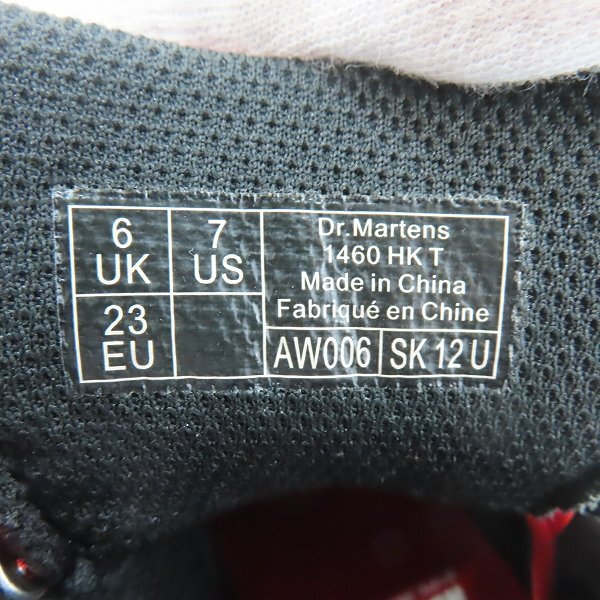 6
UK
7
US
23
EU
Dr.Martens
1460 HK T
Made in China
Fabriqué en Chine
AW006
SK 12 U